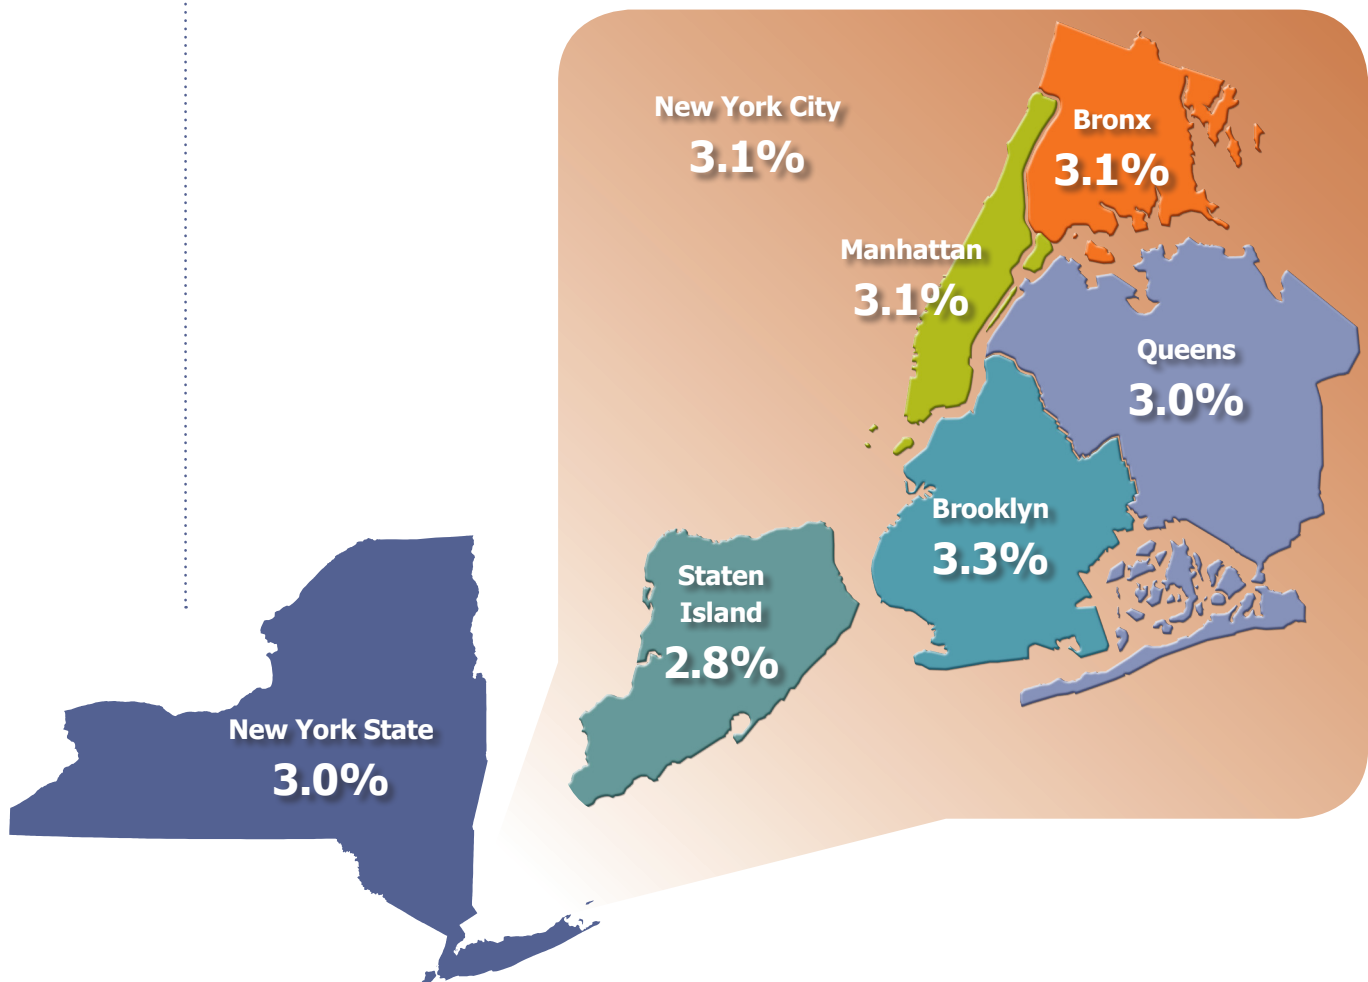 New York City
3.1%
Bronx
3.1%
Manhattan
3.1%
Queens
3.0%
Brooklyn
3.3%
Staten
Island
2.8%
New York State
3.0%